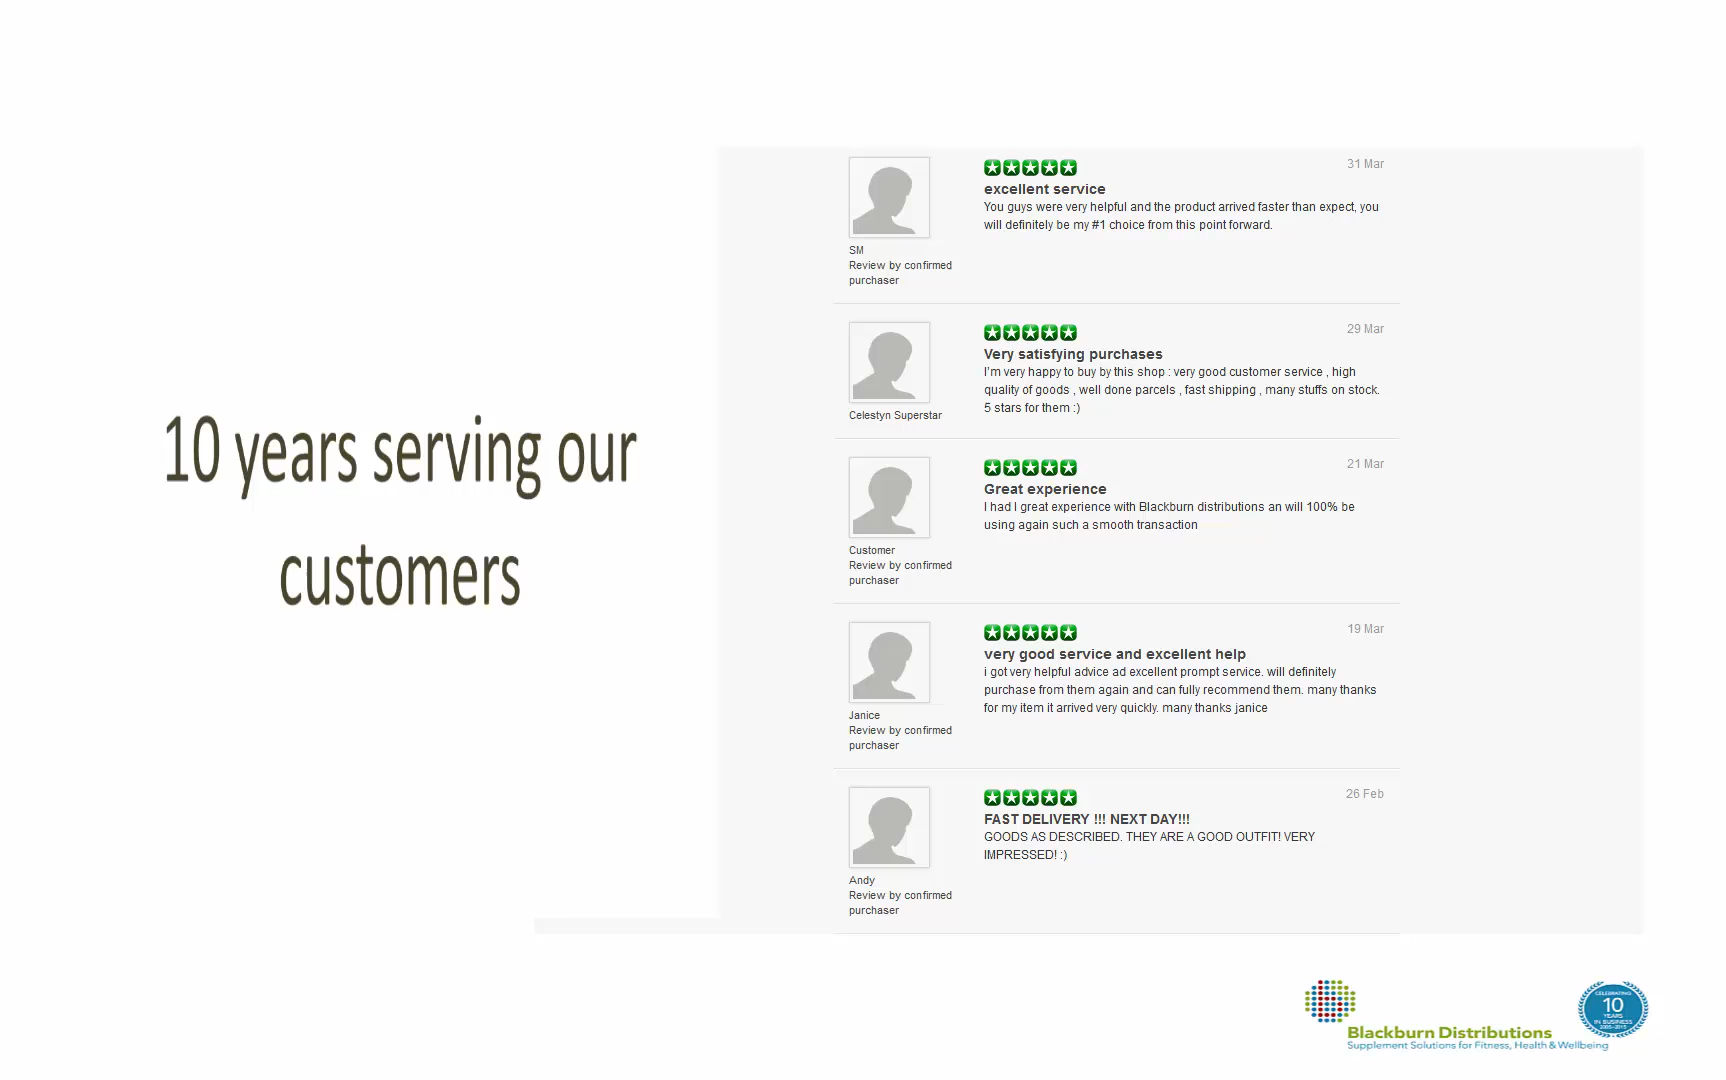 10 years serving our
customers
31 Mar
excellent service
You guys were very helpful and the product arrived faster than expect, you
will definitely be my #1 choice from this point forward.
SM
Review by confirmed
purchaser
29 Mar
Very satisfying purchases
I'm very happy to buy by this shop : very good customer service , high
quality of goods , well done parcels , fast shipping , many stuffs on stock.
5 stars for them :)
Celestyn Superstar
21 Mar
Great experience
I had I great experience with Blackburn distributions an will 100% be
using again such a smooth transaction
Customer
Review by confirmed
purchaser
19 Mar
very good service and excellent help
i got very helpful advice ad excellent prompt service. will definitely
purchase from them again and can fully recommend them. many thanks
for my item it arrived very quickly. many thanks janice
Janice
Review by confirmed
purchaser
26 Feb
FAST DELIVERY !!! NEXT DAY!!!
GOODS AS DESCRIBED. THEY ARE A GOOD OUTFIT! VERY
IMPRESSED! :)
Andy
Review by confirmed
purchaser
Blackburn Distributions
Supplement Solutions for Fitness, Health & Wellbeing
CELEBRATING
10
YEARS
IN BUSINESS
2005-2015